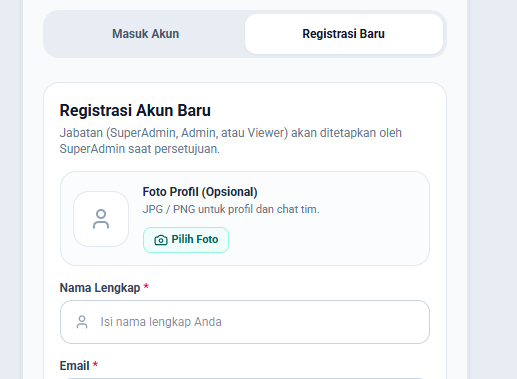 Masuk Akun
Registrasi Baru
Registrasi Akun Baru
Jabatan (SuperAdmin, Admin, atau Viewer) akan ditetapkan oleh
SuperAdmin saat persetujuan.
Foto Profil (Opsional)
JPG / PNG untuk profil dan chat tim.
Pilih Foto
Nama Lengkap *
Isi nama lengkap Anda
Email *